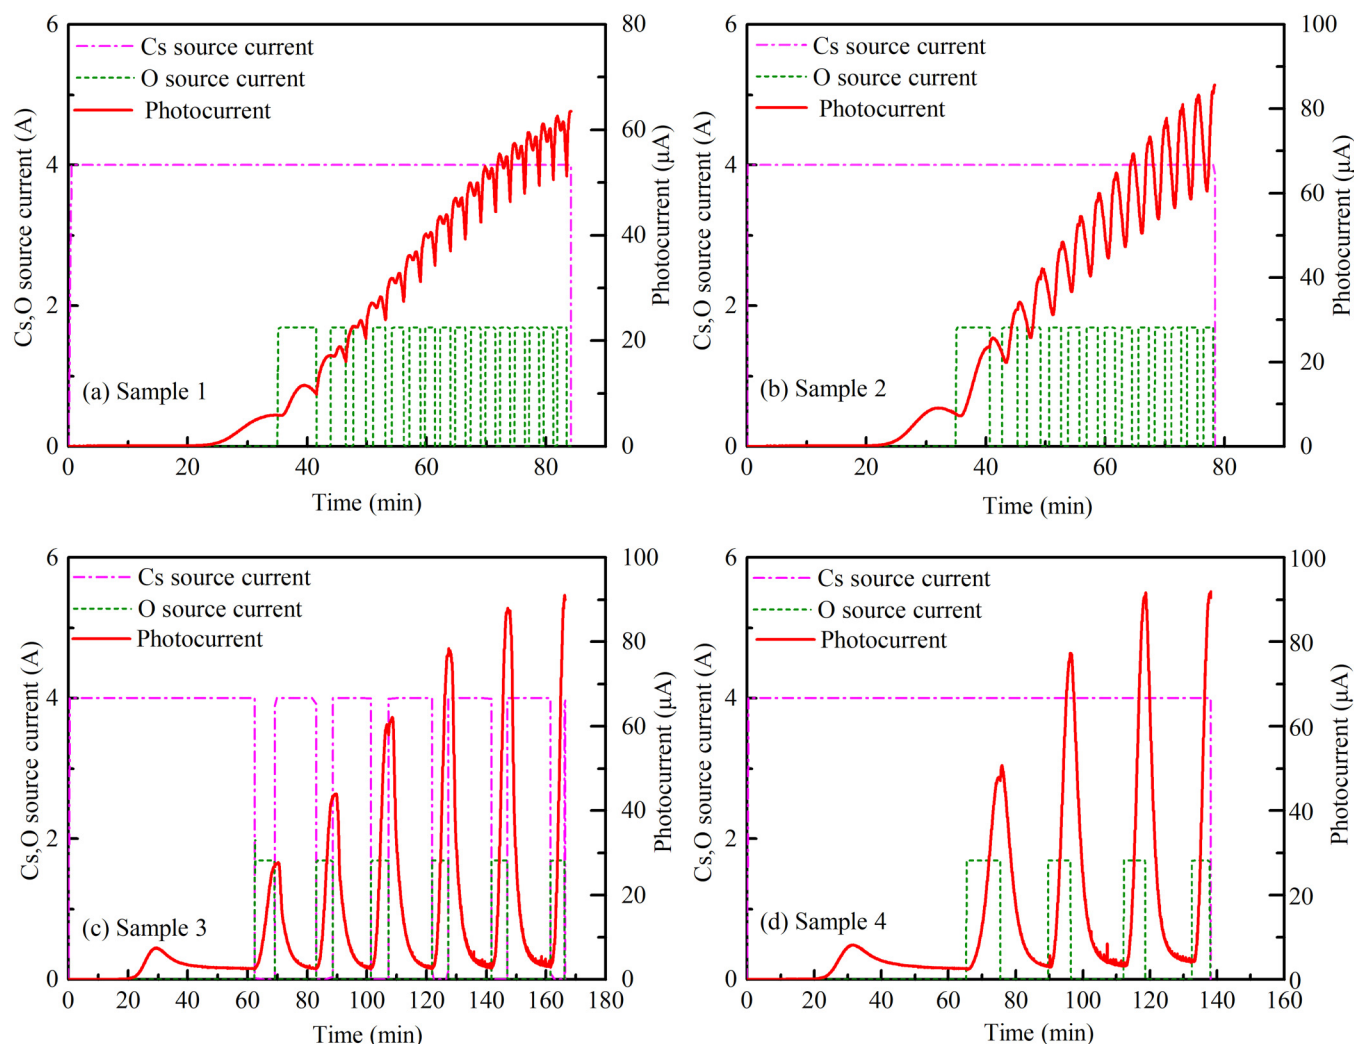 6
4
2
0
Cs,O source current (A)
Cs source current
O source current
Photocurrent
(a) Sample 1
80
60
40
20
0
Photocurrent (μA)
0 20 40 60 80
Time (min)
6
4
2
0
Cs,O source current (A)
Cs source current
O source current
Photocurrent
(b) Sample 2
100
80
60
40
20
0
Photocurrent (μA)
0 20 40 60 80
Time (min)
6
4
2
0
Cs,O source current (A)
Cs source current
O source current
Photocurrent
(c) Sample 3
100
80
60
40
20
0
Photocurrent (μA)
0 20 40 60 80 100 120 140 160 180
Time (min)
6
4
2
0
Cs,O source current (A)
Cs source current
O source current
Photocurrent
(d) Sample 4
100
80
60
40
20
0
Photocurrent (μA)
0 20 40 60 80 100 120 140 160
Time (min)